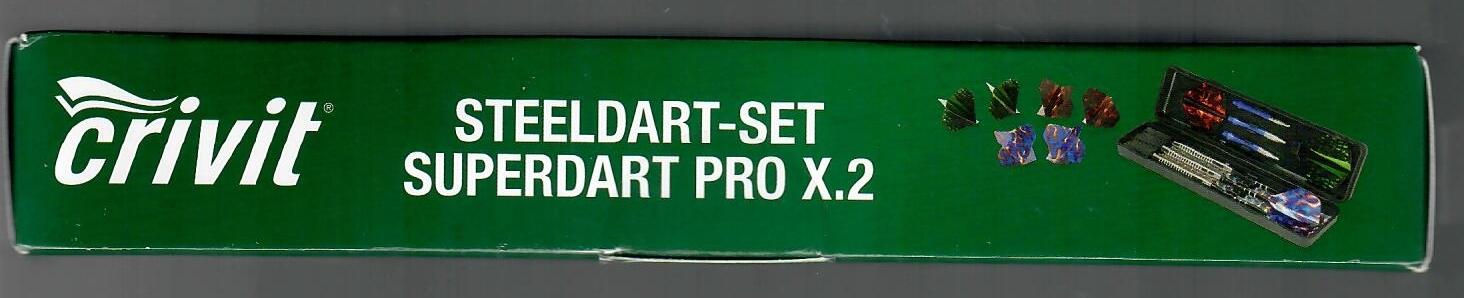 crivit®
STEELDART-SET
SUPERDART PRO X.2